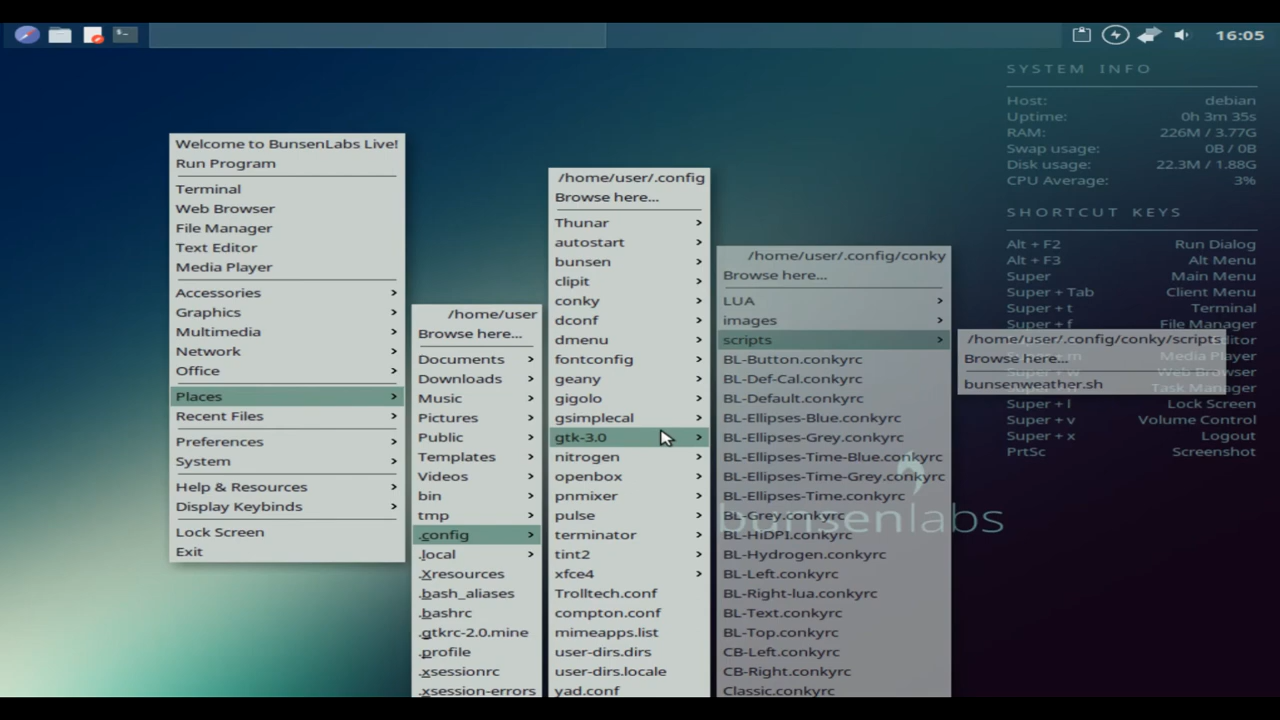 16:05
SYSTEM INFO
Host: debian
Uptime: 0h 3m 35s
RAM: 226M / 3.77G
Swap usage: 0B / 0B
Disk usage: 22.3M / 1.88G
CPU Average: 3%
SHORTCUT KEYS
Alt + F2 Run Dialog
Alt + F3 Alt Menu
Super Main Menu
Super + Tab Client Menu
Super + t Terminal
Super + f File Manager
Super + l Lock Screen
Super + v Volume Control
Super + x Logout
PrtSc Screenshot
Welcome to BunsenLabs Live!
Run Program
Terminal
Web Browser
File Manager
Text Editor
Media Player
Accessories
Graphics
Multimedia
Network
Office
Places
Recent Files
Preferences
System
Help & Resources
Display Keybinds
Lock Screen
Exit
/home/user
Browse here...
Documents
Downloads
Music
Pictures
Public
Templates
Videos
bin
tmp
.config
.local
.Xresources
.bash_aliases
.bashrc
.gtkrc-2.0.mine
.profile
.xsessionrc
.xsession-errors
/home/user/.config
Browse here...
Thunar
autostart
bunsen
clipit
conky
dconf
dmenu
fontconfig
geany
gigolo
gsimplecal
gtk-3.0
nitrogen
openbox
pnmixer
pulse
terminator
tint2
xfce4
Trolltech.conf
compton.conf
mimeapps.list
user-dirs.dirs
user-dirs.locale
yad.conf
/home/user/.config/conky
Browse here...
LUA
images
scripts
BL-Button.conkyrc
BL-Def-Cal.conkyrc
BL-Default.conkyrc
BL-Ellipses-Blue.conkyrc
BL-Ellipses-Grey.conkyrc
BL-Ellipses-Time-Blue.conkyrc
BL-Ellipses-Time-Grey.conkyrc
BL-Ellipses-Time.conkyrc
BL-Grey.conkyrc
BL-HiDPI.conkyrc
BL-Hydrogen.conkyrc
BL-Left.conkyrc
BL-Right-lua.conkyrc
BL-Text.conkyrc
BL-Top.conkyrc
CB-Left.conkyrc
CB-Right.conkyrc
Classic.conkyrc
/home/user/.config/conky/scripts
Browse here...
bunsenweather.sh
Media Player
Web Browser
Task Manager
bunsenlabs